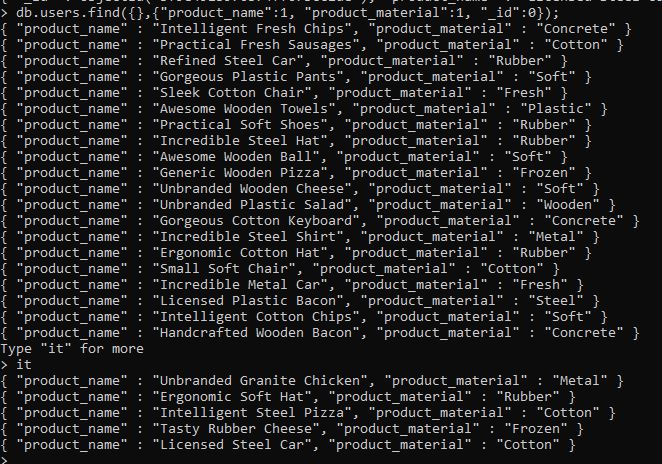 > db.users.find({},{"product_name":1, "product_material":1, "_id":0});
{ "product_name" : "Intelligent Fresh Chips", "product_material" : "Concrete" }
{ "product_name" : "Practical Fresh Sausages", "product_material" : "Cotton" }
{ "product_name" : "Refined Steel Car", "product_material" : "Rubber" }
{ "product_name" : "Gorgeous Plastic Pants", "product_material" : "Soft" }
{ "product_name" : "Sleek Cotton Chair", "product_material" : "Fresh" }
{ "product_name" : "Awesome Wooden Towels", "product_material" : "Plastic" }
{ "product_name" : "Practical Soft Shoes", "product_material" : "Rubber" }
{ "product_name" : "Incredible Steel Hat", "product_material" : "Rubber" }
{ "product_name" : "Awesome Wooden Ball", "product_material" : "Soft" }
{ "product_name" : "Generic Wooden Pizza", "product_material" : "Frozen" }
{ "product_name" : "Unbranded Wooden Cheese", "product_material" : "Soft" }
{ "product_name" : "Unbranded Plastic Salad", "product_material" : "Wooden" }
{ "product_name" : "Gorgeous Cotton Keyboard", "product_material" : "Concrete" }
{ "product_name" : "Incredible Steel Shirt", "product_material" : "Metal" }
{ "product_name" : "Ergonomic Cotton Hat", "product_material" : "Rubber" }
{ "product_name" : "Small Soft Chair", "product_material" : "Cotton" }
{ "product_name" : "Incredible Metal Car", "product_material" : "Fresh" }
{ "product_name" : "Licensed Plastic Bacon", "product_material" : "Steel" }
{ "product_name" : "Intelligent Cotton Chips", "product_material" : "Soft" }
{ "product_name" : "Handcrafted Wooden Bacon", "product_material" : "Concrete" }
Type "it" for more
> it
{ "product_name" : "Unbranded Granite Chicken", "product_material" : "Metal" }
{ "product_name" : "Ergonomic Soft Hat", "product_material" : "Rubber" }
{ "product_name" : "Intelligent Steel Pizza", "product_material" : "Cotton" }
{ "product_name" : "Tasty Rubber Cheese", "product_material" : "Frozen" }
{ "product_name" : "Licensed Steel Car", "product_material" : "Cotton" }
>